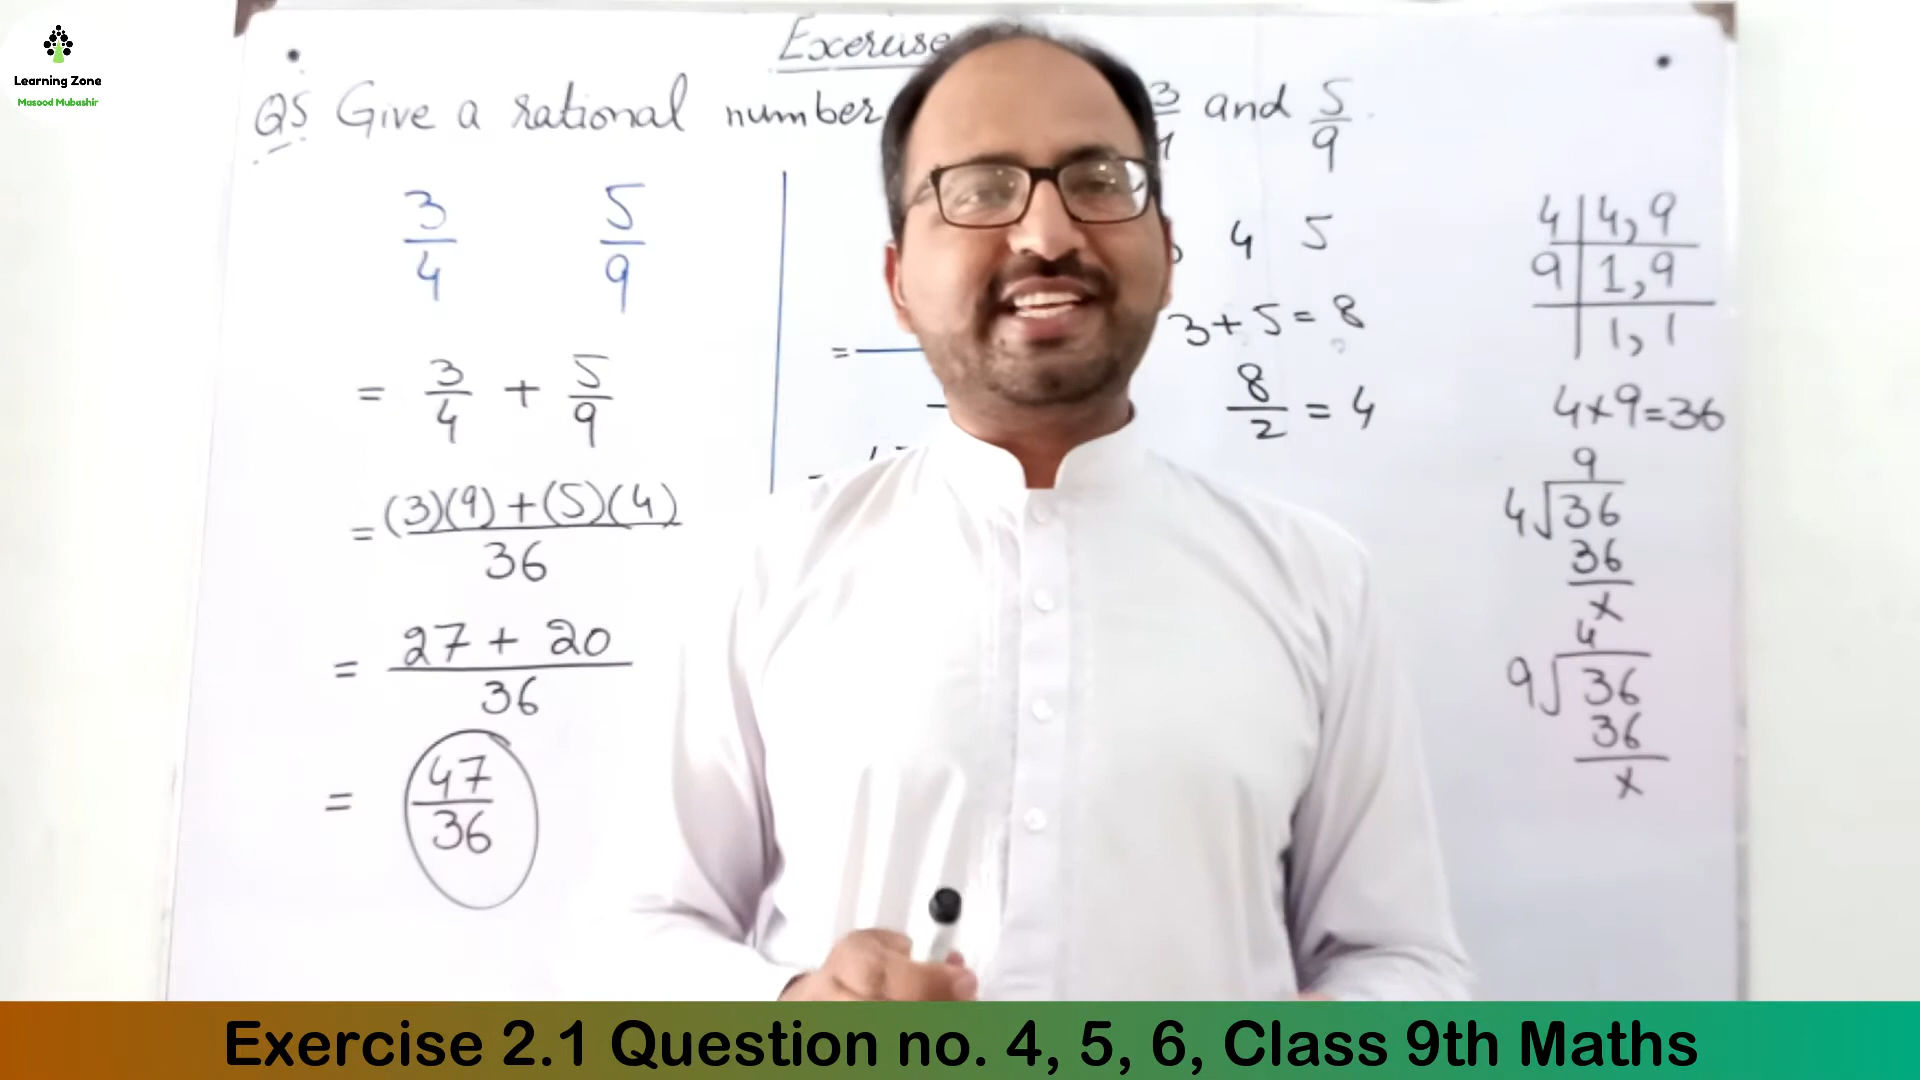 Learning Zone
Masood Mubashir
Exercise
Q5 Give a rational number 3/4 and 5/9.
3/4 5/9
= 3/4 + 5/9
= (3)(9) + (5)(4) / 36
= 27 + 20 / 36
= 47/36
=
4 5
3 + 5 = 8
8/2 = 4
4 | 4, 9
9 | 1, 9
| 1, 1
4 × 9 = 36
9
4 √36
36
x
4
9 √36
36
x
Exercise 2.1 Question no. 4, 5, 6, Class 9th Maths